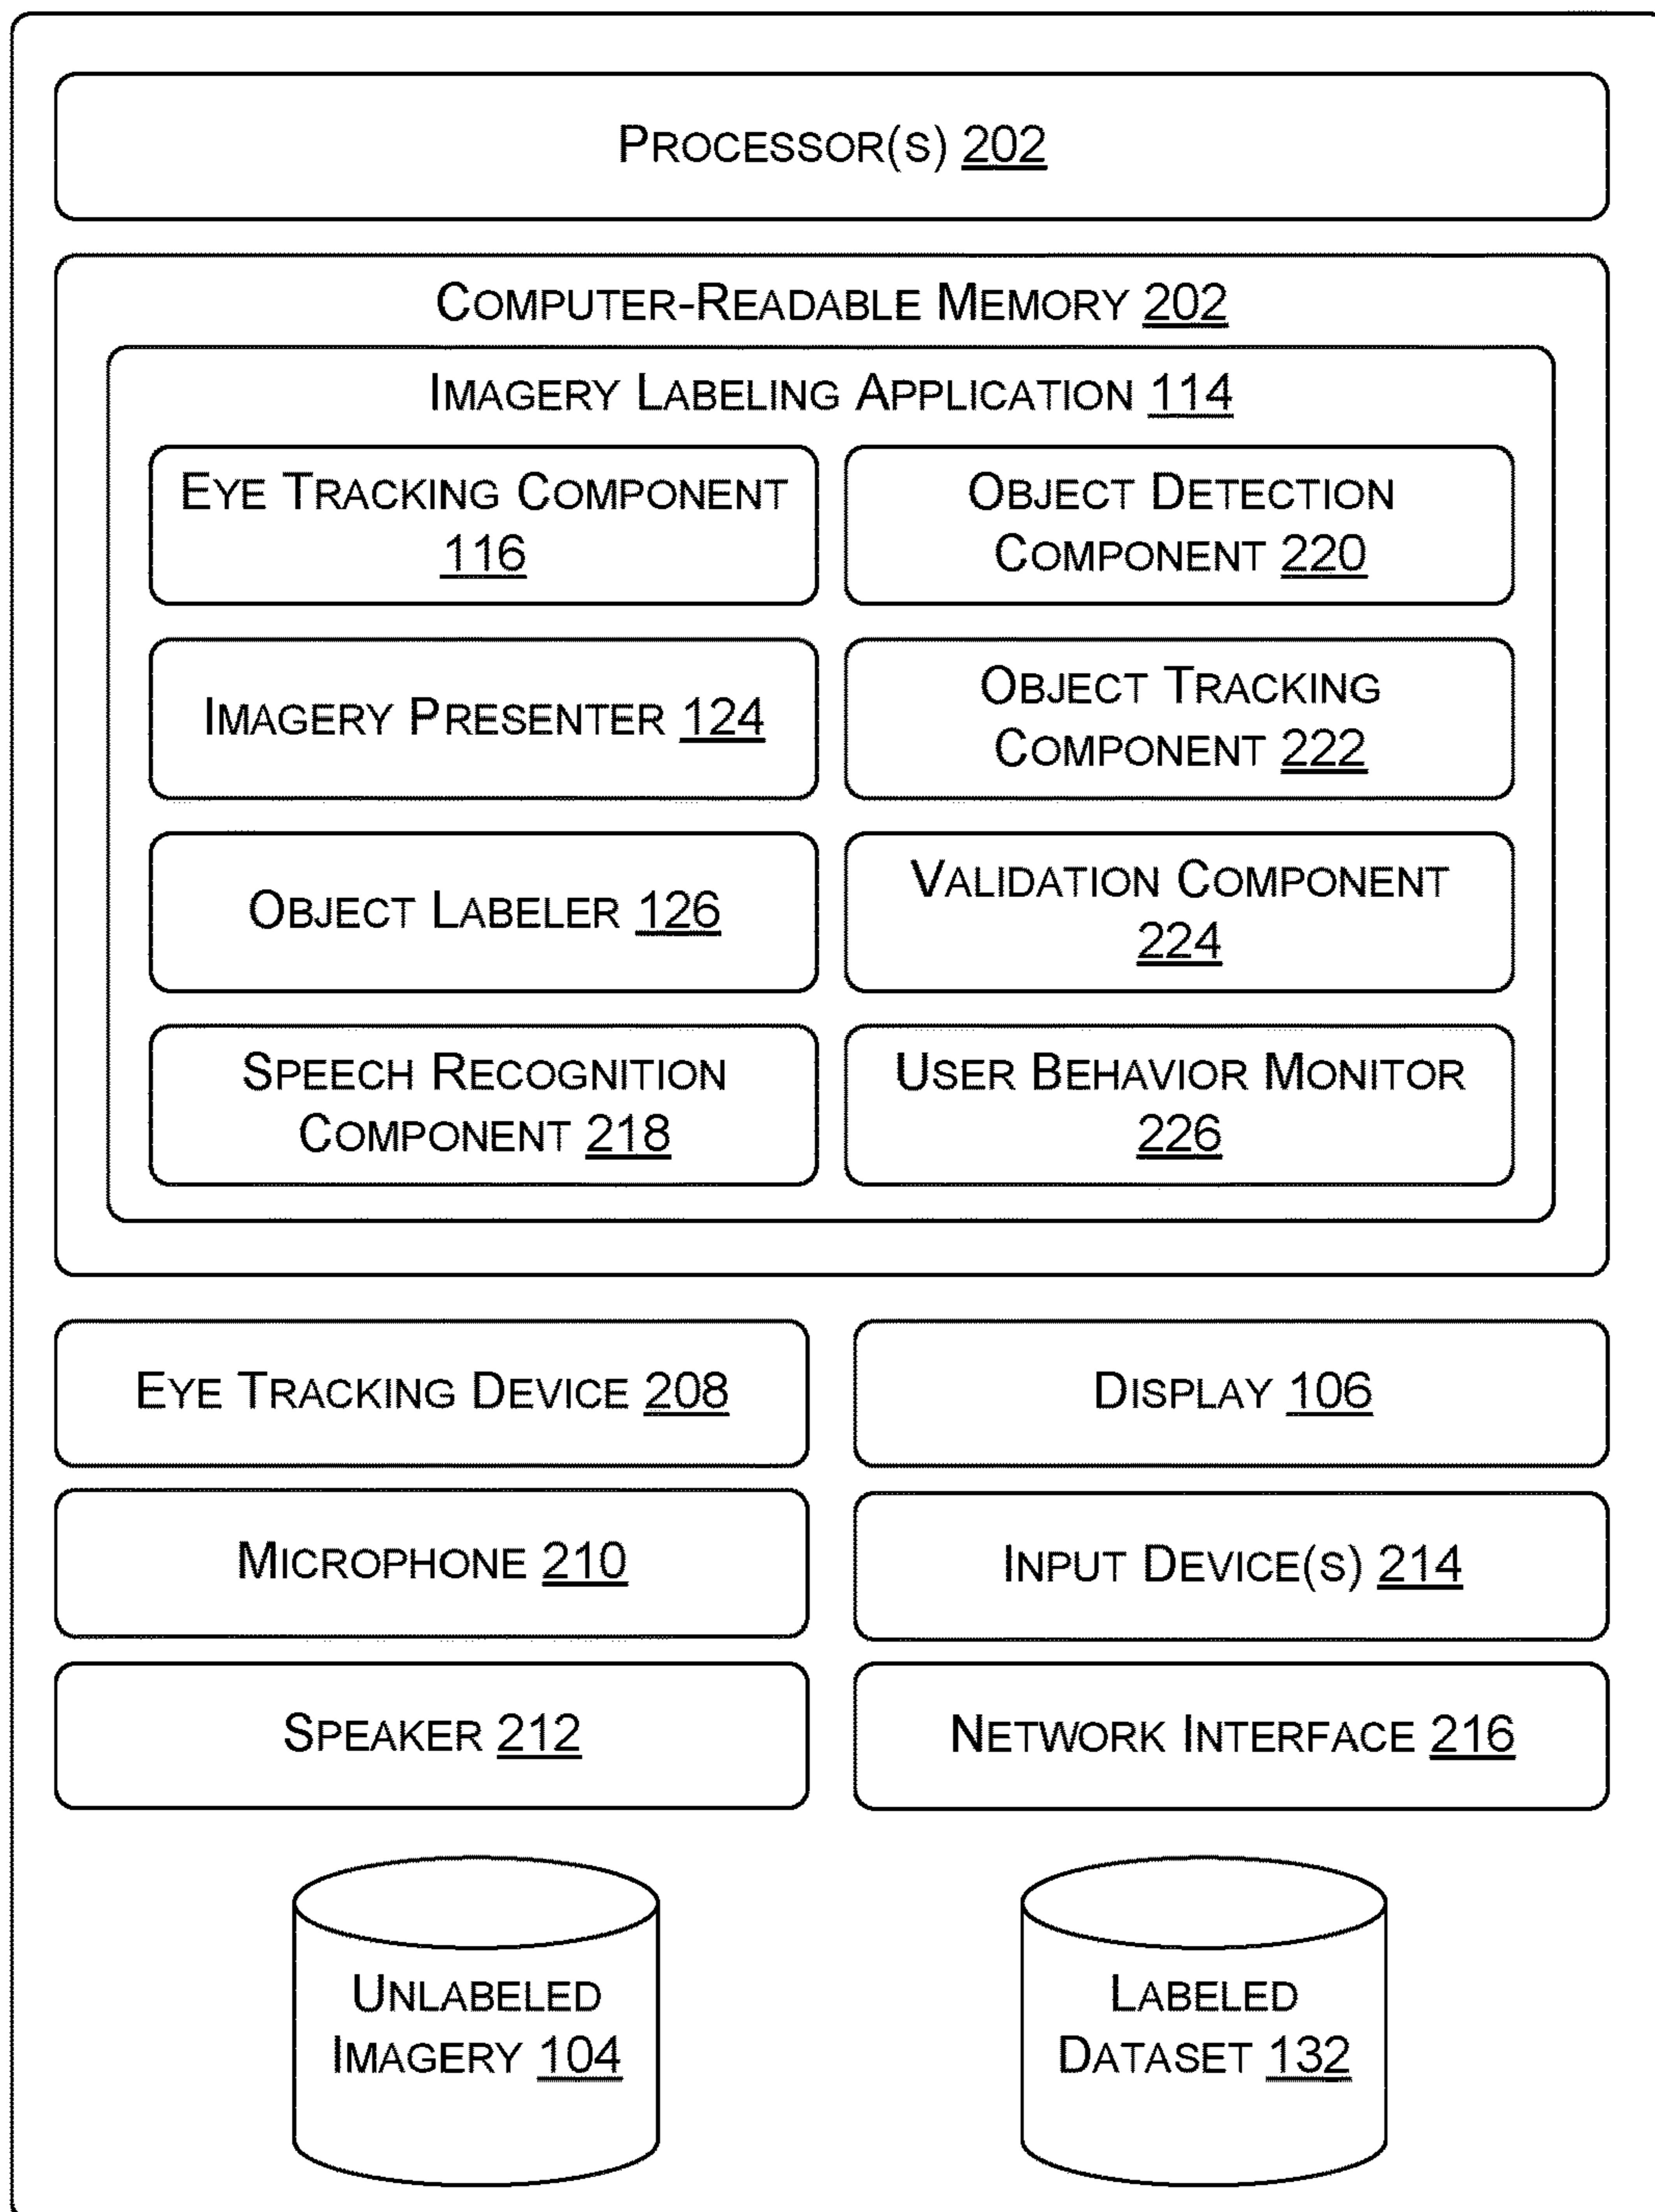 PROCESSOR(S) 202
COMPUTER-READABLE MEMORY 202
IMAGERY LABELING APPLICATION 114
EYE TRACKING COMPONENT
116
OBJECT DETECTION
COMPONENT 220
IMAGERY PRESENTER 124
OBJECT TRACKING
COMPONENT 222
OBJECT LABELER 126
VALIDATION COMPONENT
224
SPEECH RECOGNITION
COMPONENT 218
USER BEHAVIOR MONITOR
226
EYE TRACKING DEVICE 208
DISPLAY 106
MICROPHONE 210
INPUT DEVICE(S) 214
SPEAKER 212
NETWORK INTERFACE 216
UNLABELED
IMAGERY 104
LABELED
DATASET 132